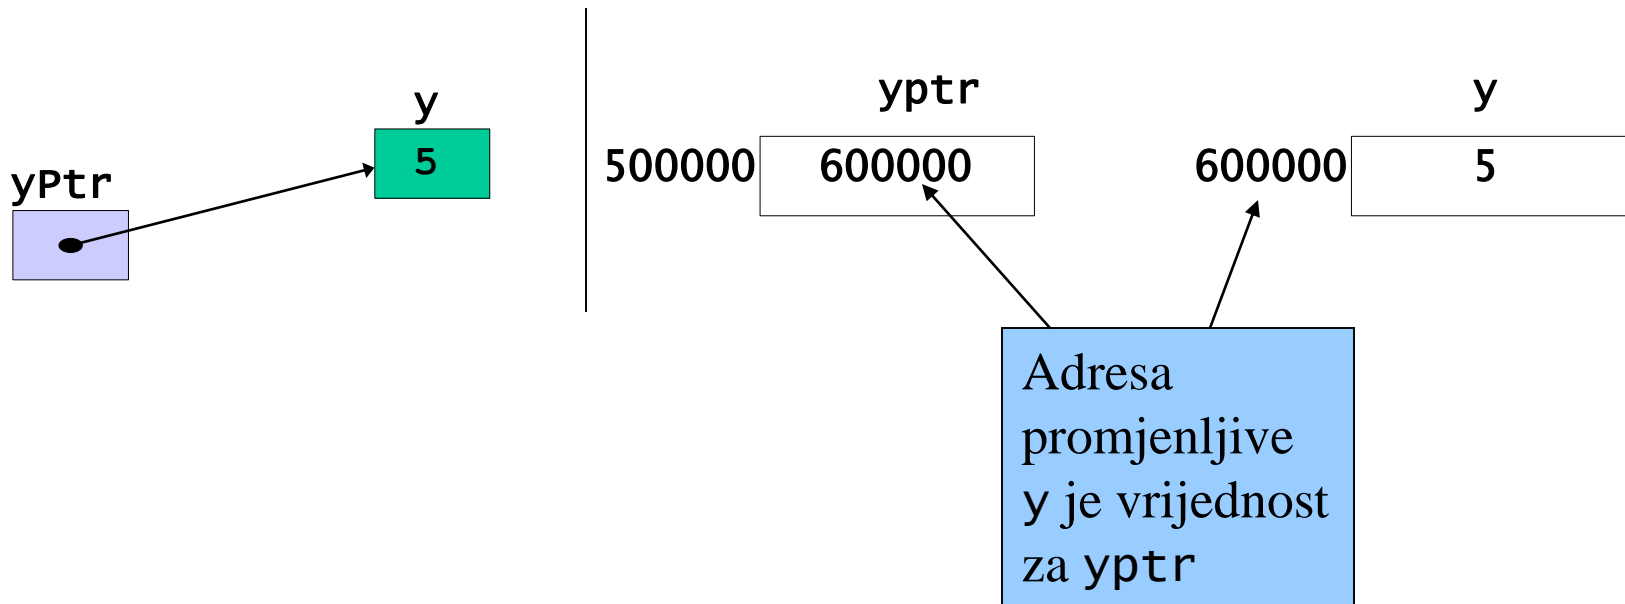 y
5
yPtr
yptr
y
500000 600000 600000 5
Adresa
promjenljive
y je vrijednost
za yptr